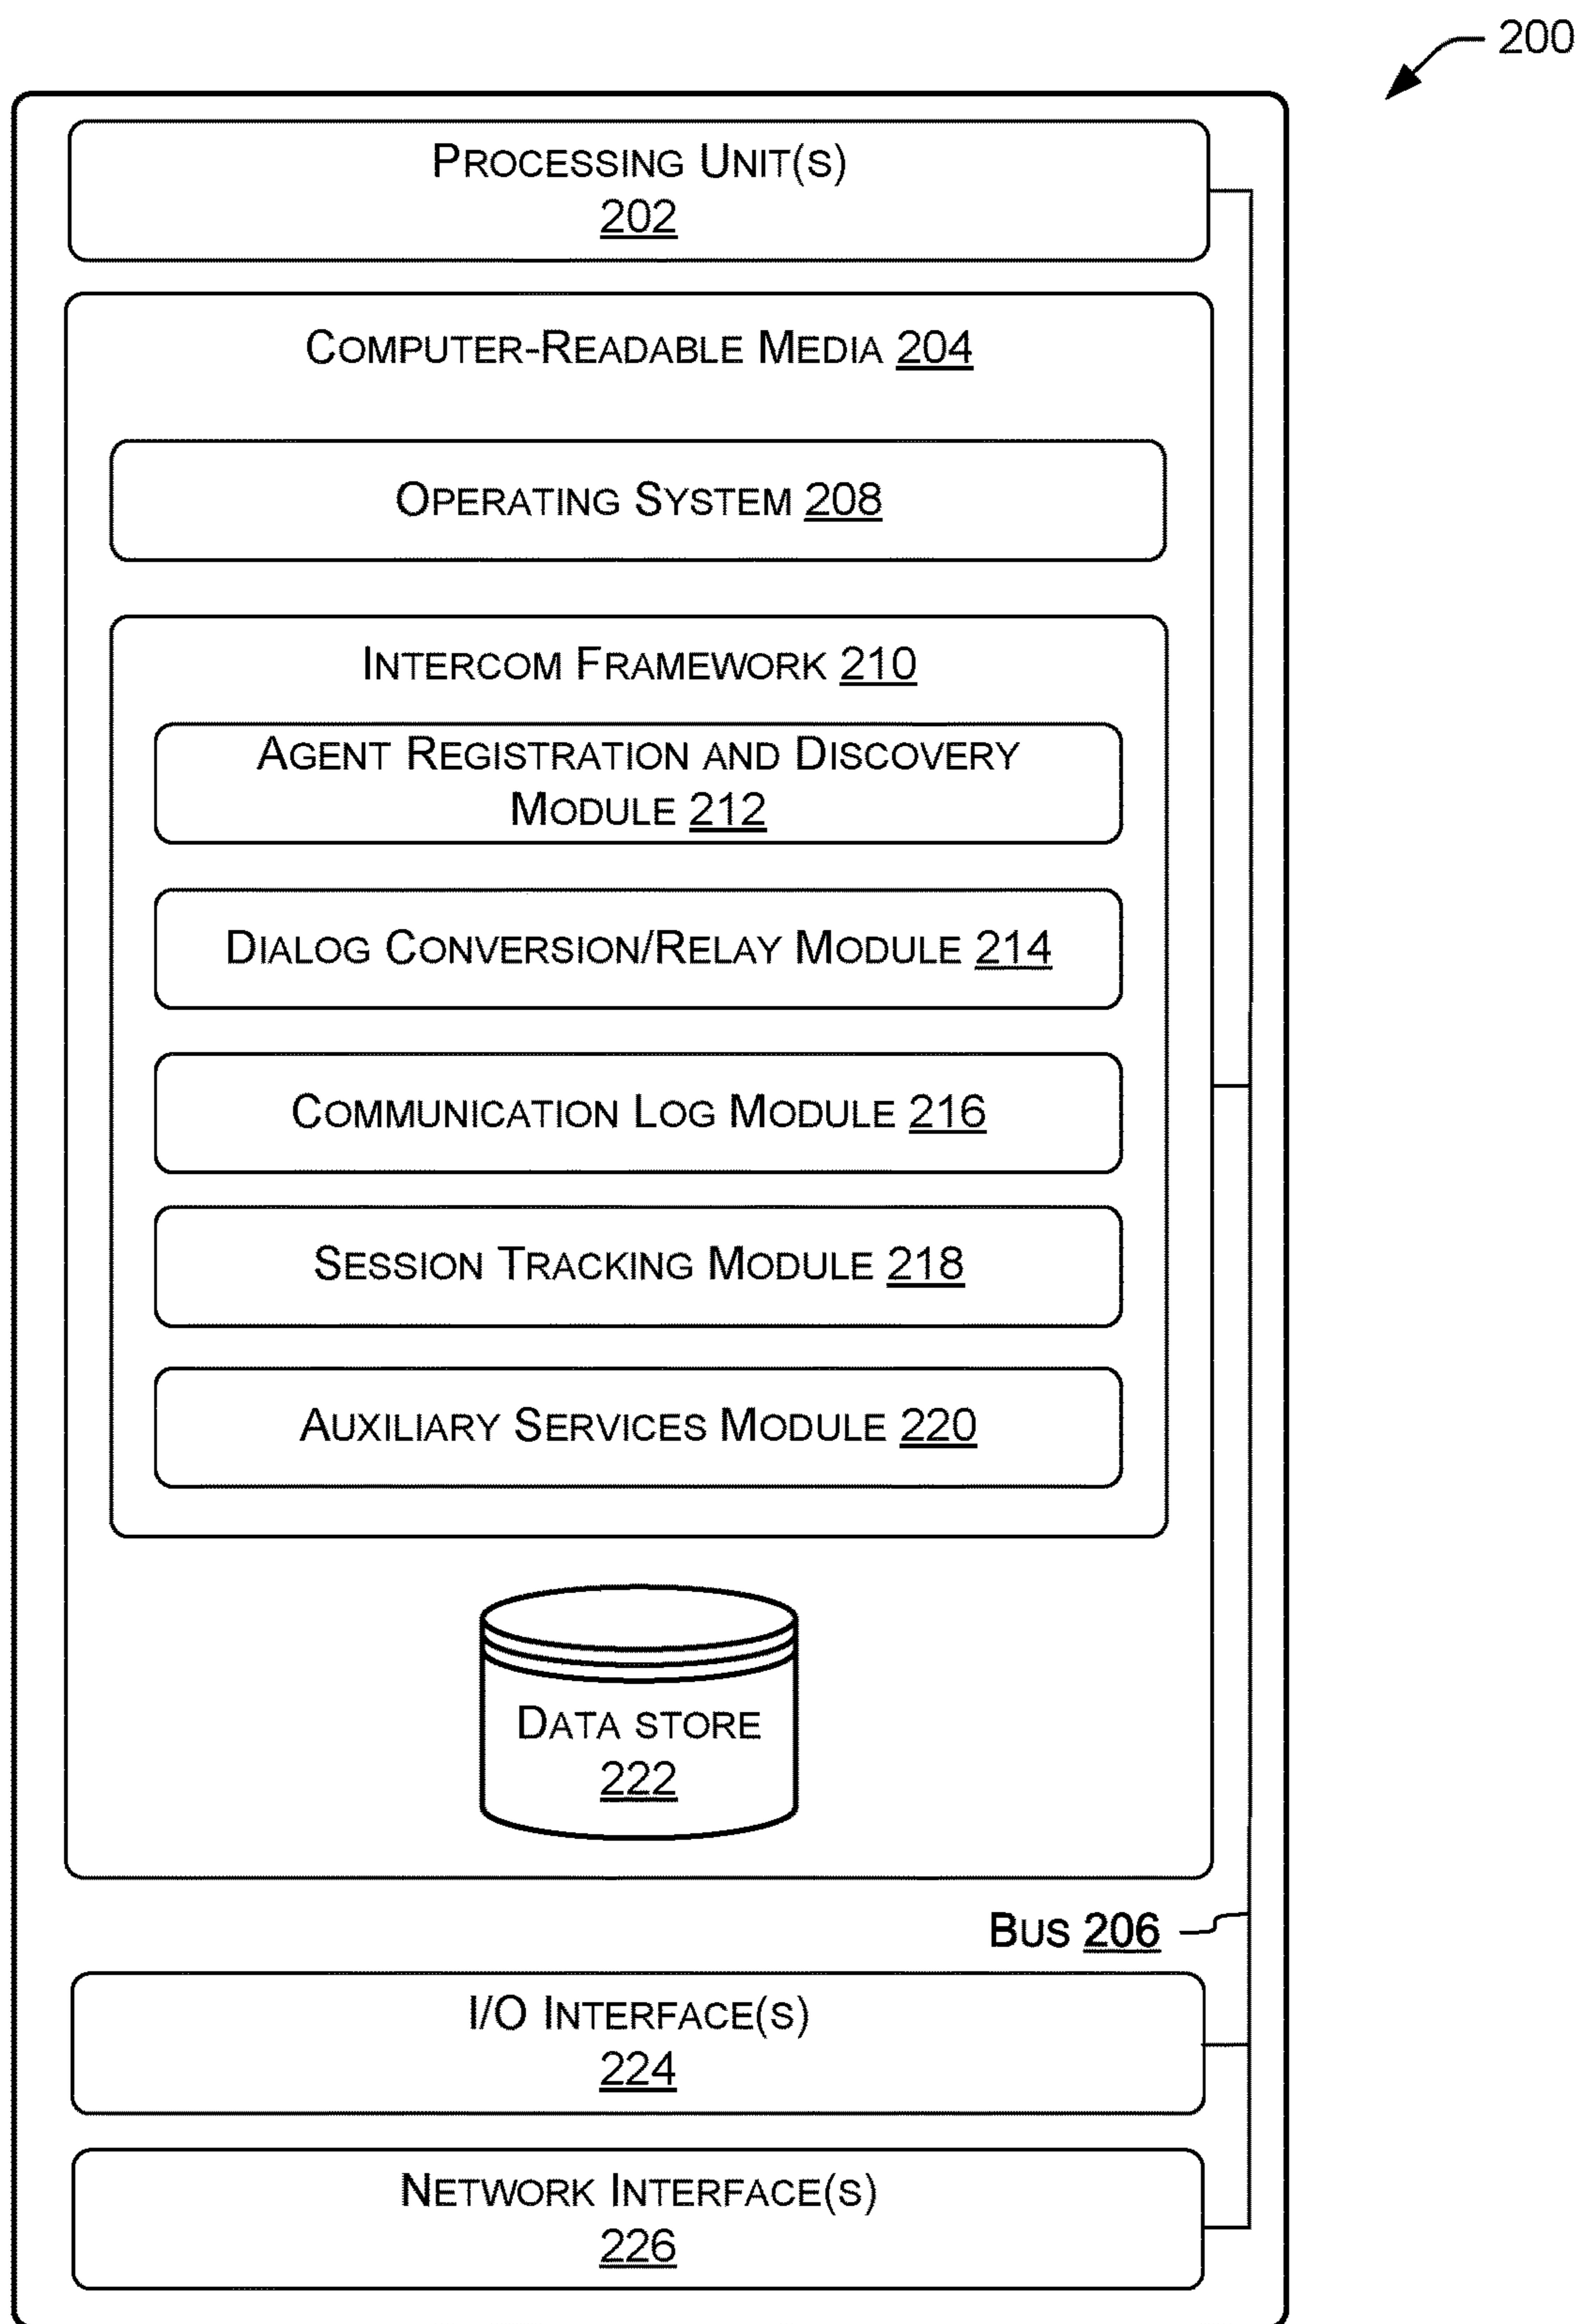 200
PROCESSING UNIT(S)
202
COMPUTER-READABLE MEDIA 204
OPERATING SYSTEM 208
INTERCOM FRAMEWORK 210
AGENT REGISTRATION AND DISCOVERY
MODULE 212
DIALOG CONVERSION/RELAY MODULE 214
COMMUNICATION LOG MODULE 216
SESSION TRACKING MODULE 218
AUXILIARY SERVICES MODULE 220
DATA STORE
222
BUS 206
I/O INTERFACE(S)
224
NETWORK INTERFACE(S)
226